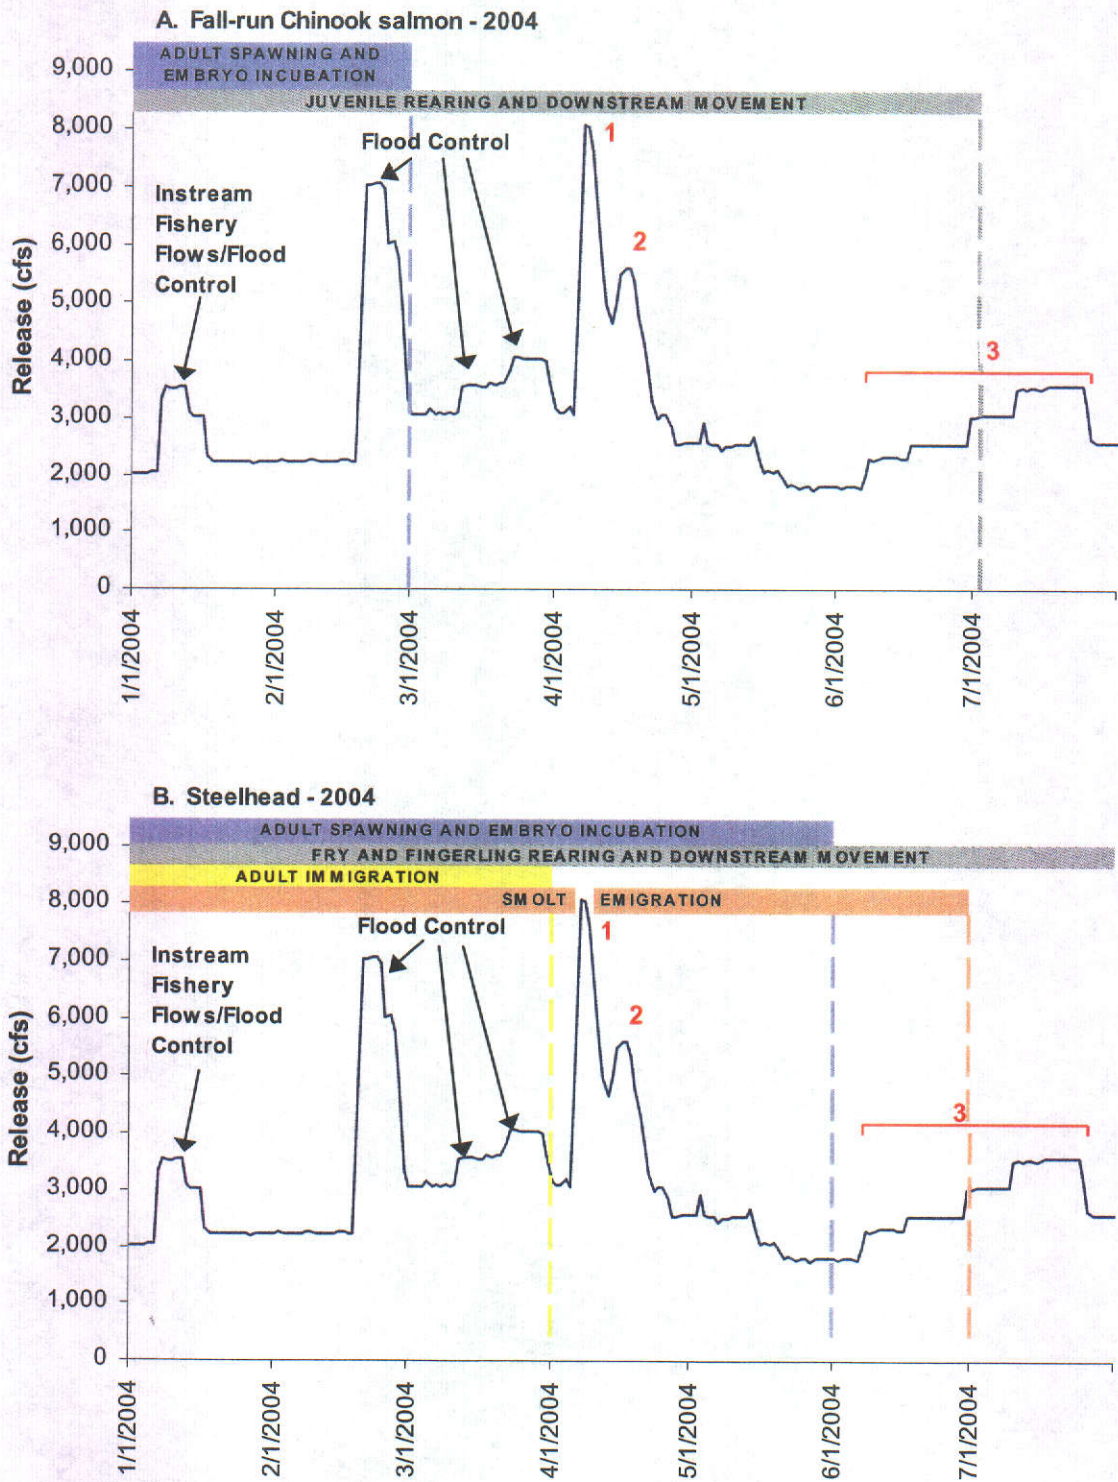 A. Fall-run Chinook salmon - 2004
ADULT SPAWNING AND
EMBRYO INCUBATION
JUVENILE REARING AND DOWNSTREAM MOVEMENT
9,000
8,000
7,000
6,000
5,000
4,000
3,000
2,000
1,000
0
Release (cfs)
Flood Control
Instream
Fishery
Flows/Flood
Control
1
2
3
1/1/2004
2/1/2004
3/1/2004
4/1/2004
5/1/2004
6/1/2004
7/1/2004
B. Steelhead - 2004
ADULT SPAWNING AND EMBRYO INCUBATION
FRY AND FINGERLING REARING AND DOWNSTREAM MOVEMENT
ADULT IMMIGRATION
SMOLT EMIGRATION
9,000
8,000
7,000
6,000
5,000
4,000
3,000
2,000
1,000
0
Release (cfs)
Flood Control
Instream
Fishery
Flows/Flood
Control
1
2
3
1/1/2004
2/1/2004
3/1/2004
4/1/2004
5/1/2004
6/1/2004
7/1/2004